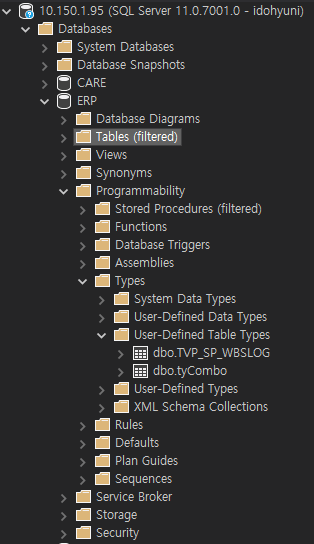 10.150.1.95 (SQL Server 11.0.7001.0 - idohyuni)
Databases
System Databases
Database Snapshots
CARE
ERP
Database Diagrams
Tables (filtered)
Views
Synonyms
Programmability
Stored Procedures (filtered)
Functions
Database Triggers
Assemblies
Types
System Data Types
User-Defined Data Types
User-Defined Table Types
dbo.TVP_SP_WBSLOG
dbo.tyCombo
User-Defined Types
XML Schema Collections
Rules
Defaults
Plan Guides
Sequences
Service Broker
Storage
Security